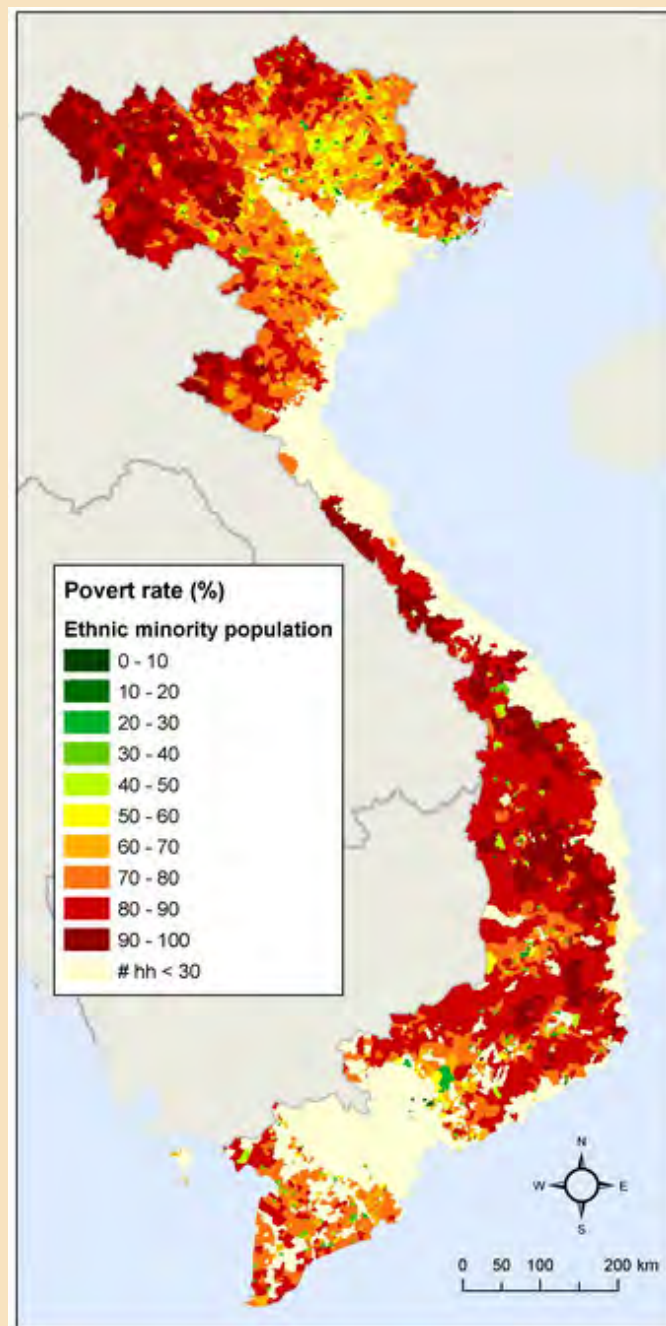 Povert rate (%)
Ethnic minority population
0 - 10
10 - 20
20 - 30
30 - 40
40 - 50
50 - 60
60 - 70
70 - 80
80 - 90
90 - 100
# hh < 30
N
W E
S
0 50 100 200 km